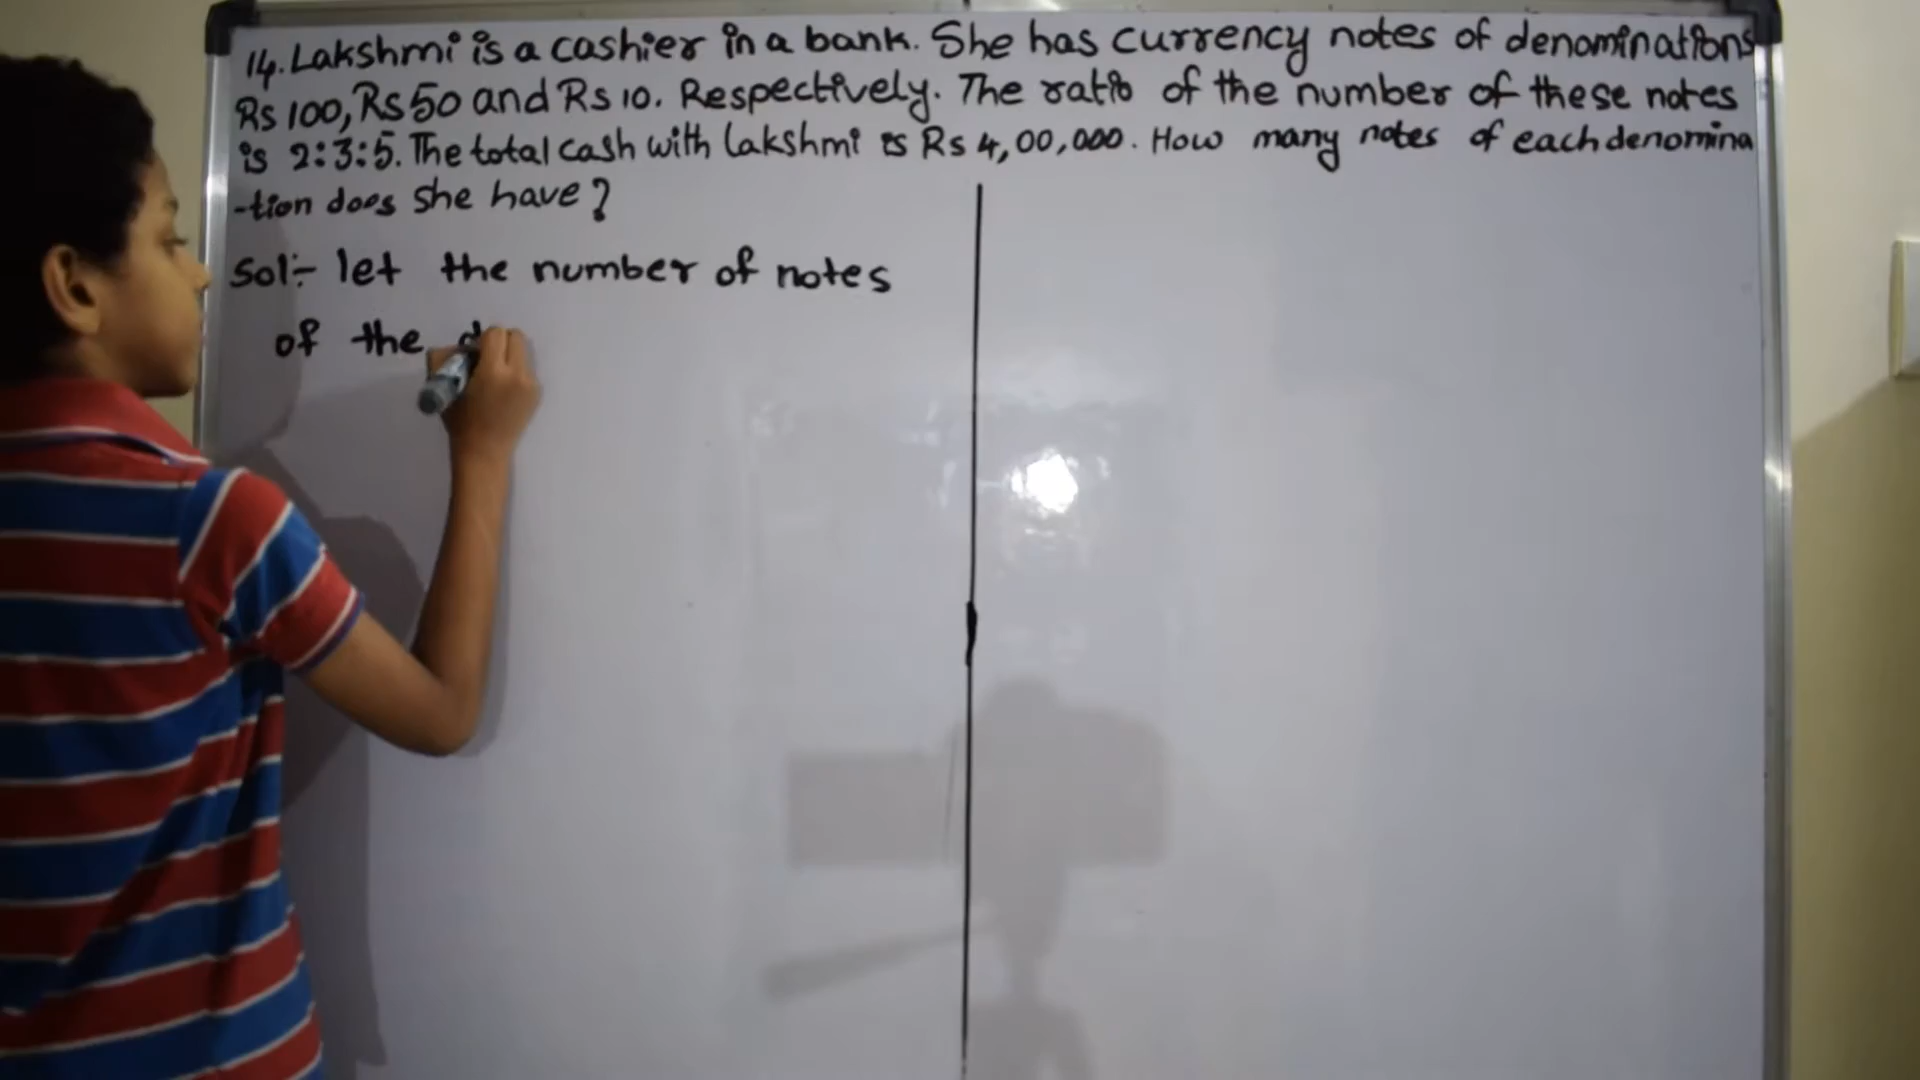 14. Lakshmi is a cashier in a bank. She has currency notes of denominations
Rs 100, Rs 50 and Rs 10. Respectively. The ratio of the number of these notes
is 2:3:5. The total cash with lakshmi is Rs 4,00,000. How many notes of each denomina
-tion does she have?
Sol:- let the number of notes
of the